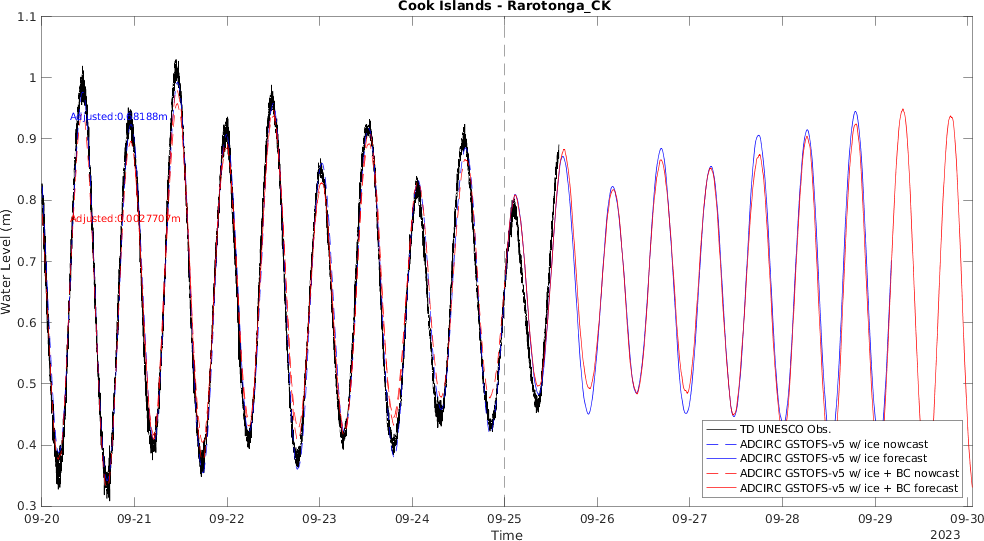 Cook Islands - Rarotonga_CK
1.1
1
0.9
0.8
0.7
0.6
0.5
0.4
0.3
Water Level (m)
Adjusted:0.08188m
Adjusted:0.0027707m
TD UNESCO Obs.
ADCIRC GSTOFS-v5 w/ ice nowcast
ADCIRC GSTOFS-v5 w/ ice forecast
ADCIRC GSTOFS-v5 w/ ice + BC nowcast
ADCIRC GSTOFS-v5 w/ ice + BC forecast
09-20 09-21 09-22 09-23 09-24 09-25 09-26 09-27 09-28 09-29 09-30
Time
2023